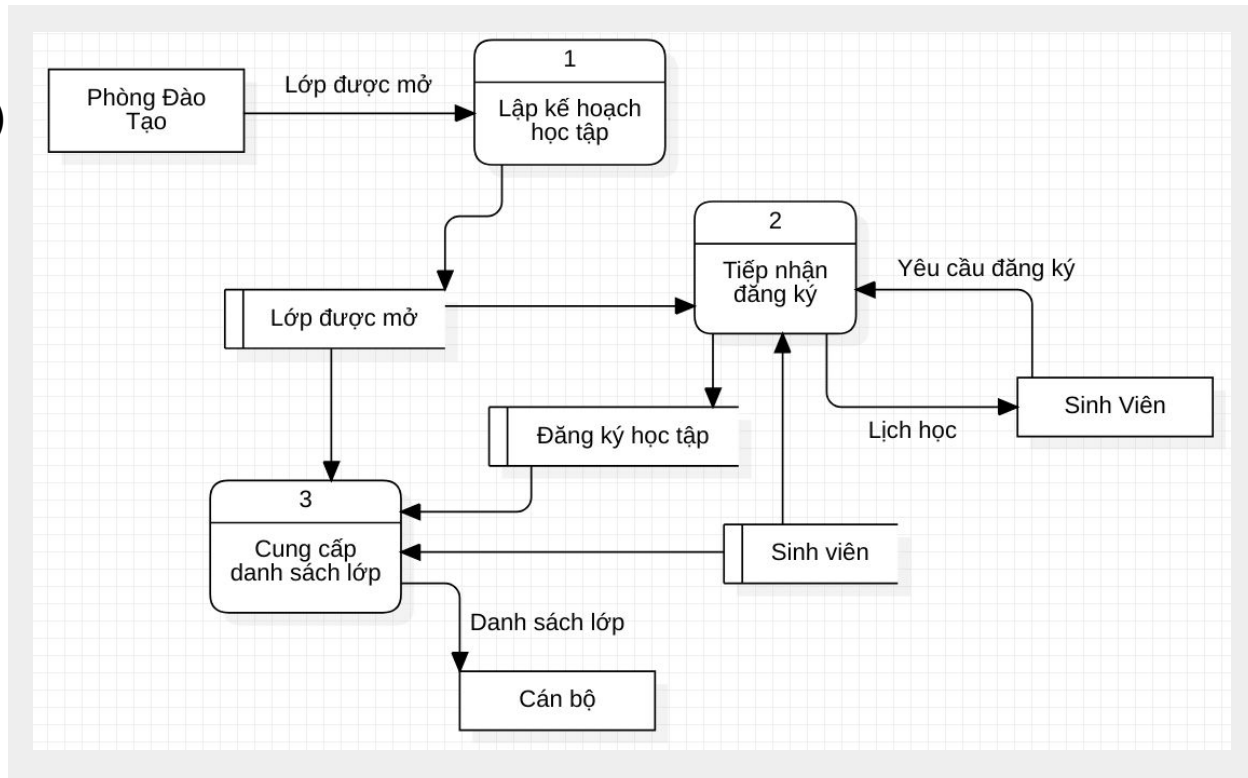 1
Phòng Đào
Tạo
Lớp được mở
Lập kế hoạch
học tập
2
Tiếp nhận
đăng ký
Yêu cầu đăng ký
Lớp được mở
Sinh Viên
Lịch học
Đăng ký học tập
3
Cung cấp
danh sách lớp
Sinh viên
Danh sách lớp
Cán bộ